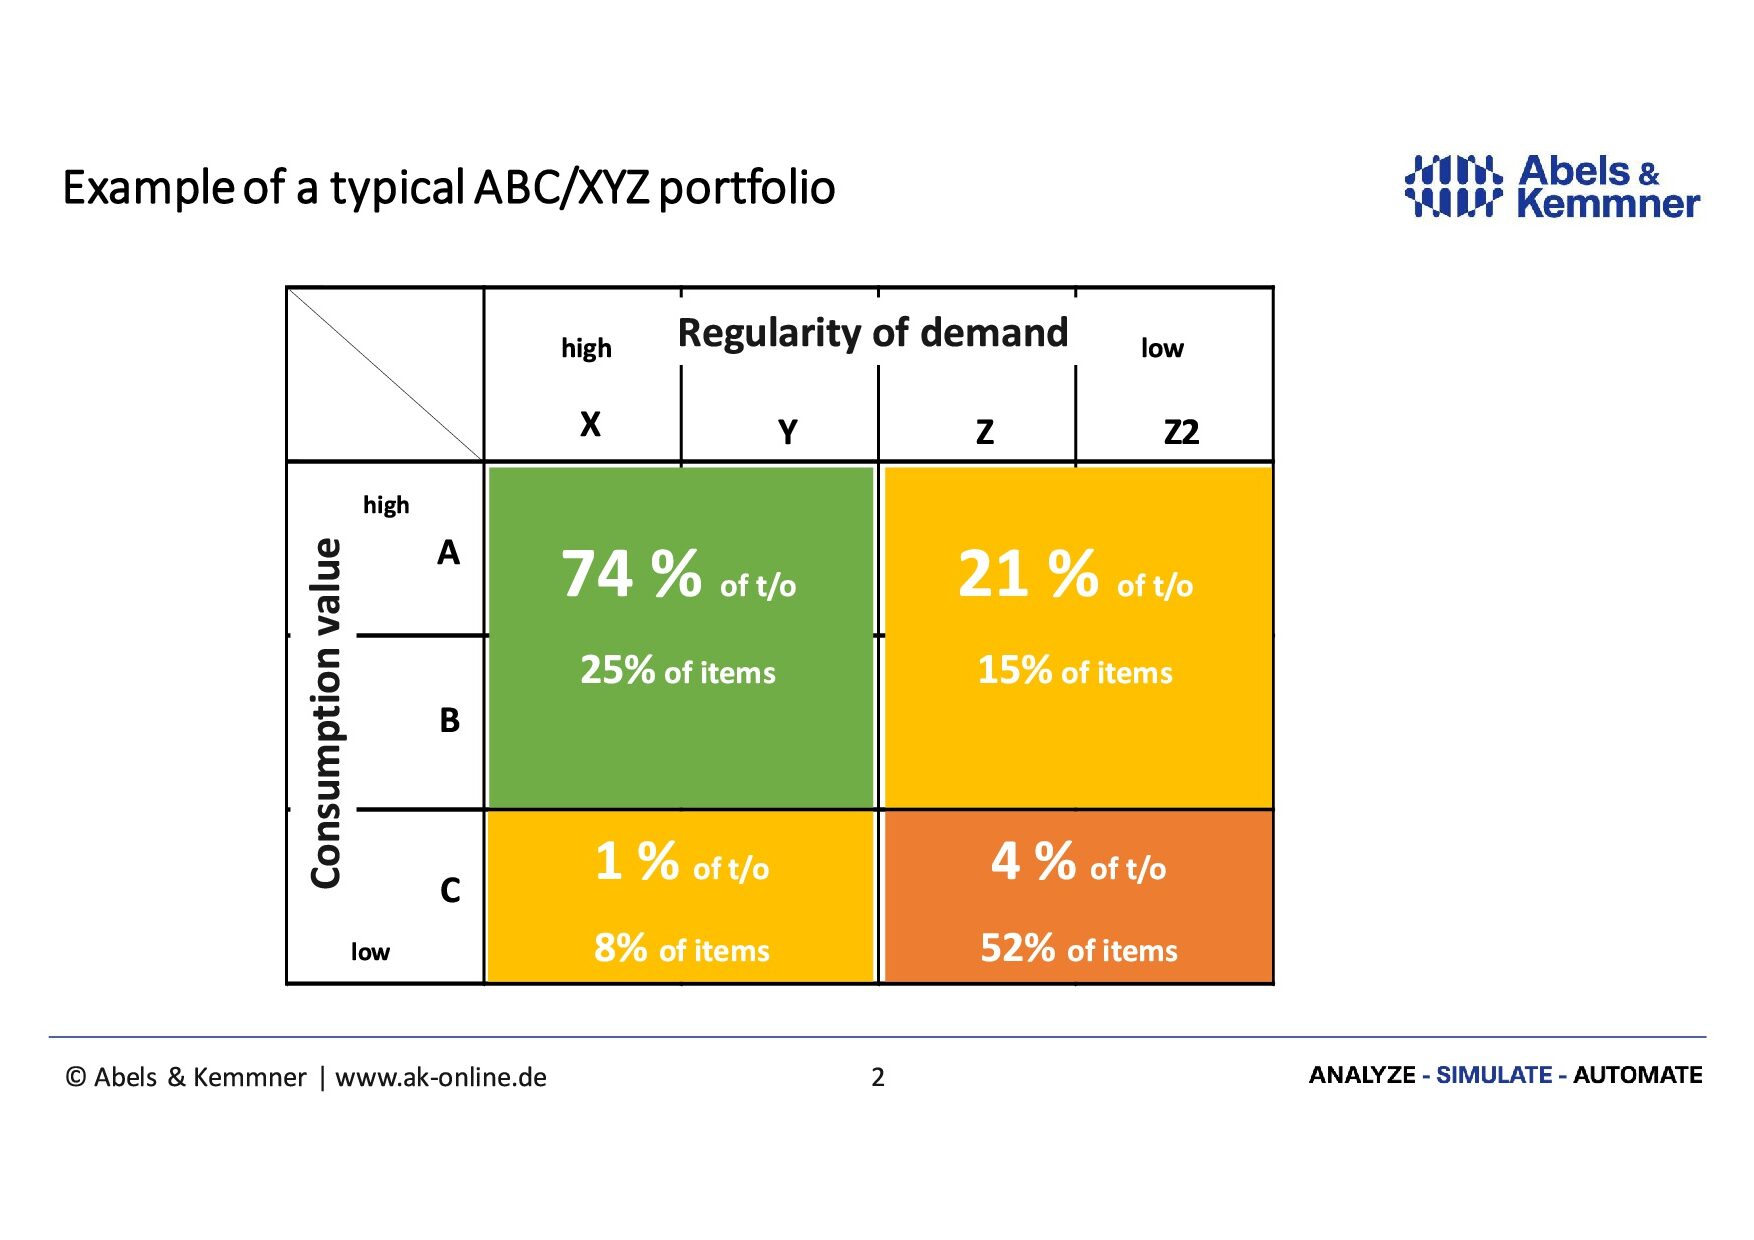 Example of a typical ABC/XYZ portfolio
Abels &
Kemmner
Regularity of demand
high
low
X
Y
Z
Z2
Consumption value
high
A
B
C
low
74 % of t/o
25% of items
21 % of t/o
15% of items
1 % of t/o
8% of items
4 % of t/o
52% of items
© Abels & Kemmner | www.ak-online.de
2
ANALYZE - SIMULATE - AUTOMATE